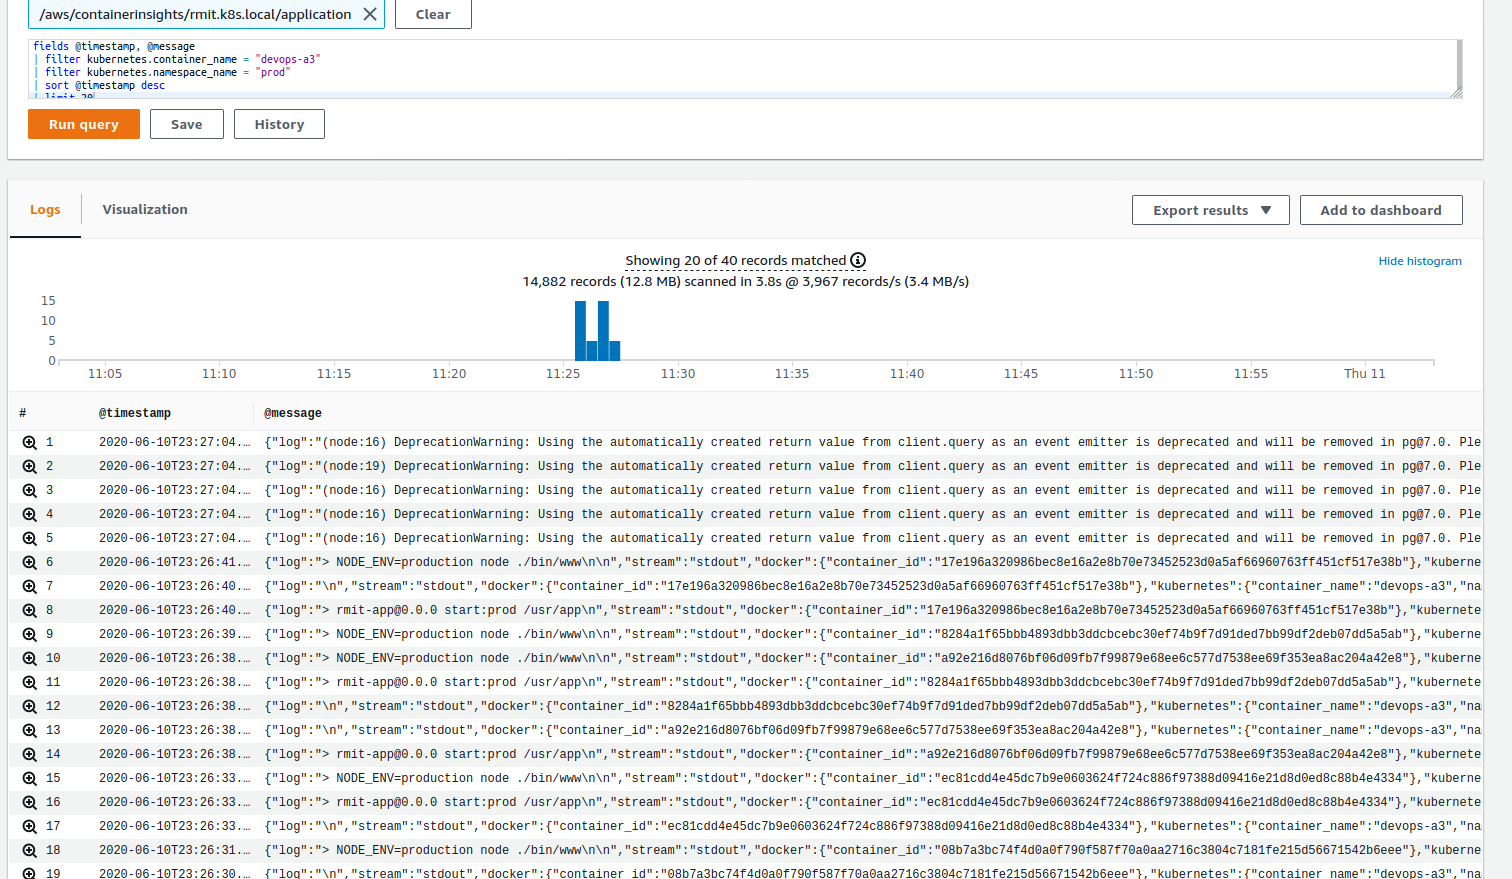 /aws/containerinsights/rmit.k8s.local/application
Clear
fields @timestamp, @message
| filter kubernetes.container_name = "devops-a3"
| filter kubernetes.namespace_name = "prod"
| sort @timestamp desc
| limit 20
Run query
Save
History
Logs
Visualization
Export results
Add to dashboard
Showing 20 of 40 records matched
14,882 records (12.8 MB) scanned in 3.8s @ 3,967 records/s (3.4 MB/s)
Hide histogram
15
10
5
0
11:05 11:10 11:15 11:20 11:25 11:30 11:35 11:40 11:45 11:50 11:55 Thu 11
# @timestamp @message
1 2020-06-10T23:27:04.… {"log":"(node:16) DeprecationWarning: Using the automatically created return value from client.query as an event emitter is deprecated and will be removed in pg@7.0. Ple
2 2020-06-10T23:27:04.… {"log":"(node:19) DeprecationWarning: Using the automatically created return value from client.query as an event emitter is deprecated and will be removed in pg@7.0. Ple
3 2020-06-10T23:27:04.… {"log":"(node:16) DeprecationWarning: Using the automatically created return value from client.query as an event emitter is deprecated and will be removed in pg@7.0. Ple
4 2020-06-10T23:27:04.… {"log":"(node:16) DeprecationWarning: Using the automatically created return value from client.query as an event emitter is deprecated and will be removed in pg@7.0. Ple
5 2020-06-10T23:27:04.… {"log":"(node:16) DeprecationWarning: Using the automatically created return value from client.query as an event emitter is deprecated and will be removed in pg@7.0. Ple
6 2020-06-10T23:26:41.… {"log":"> NODE_ENV=production node ./bin/www\n\n","stream":"stdout","docker":{"container_id":"17e196a320986bec8e16a2e8b70e73452523d0a5af66960763ff451cf517e38b"},"kuberne
7 2020-06-10T23:26:40.… {"log":"\n","stream":"stdout","docker":{"container_id":"17e196a320986bec8e16a2e8b70e73452523d0a5af66960763ff451cf517e38b"},"kubernetes":{"container_name":"devops-a3","na
8 2020-06-10T23:26:40.… {"log":"> rmit-app@0.0.0 start:prod /usr/app\n","stream":"stdout","docker":{"container_id":"17e196a320986bec8e16a2e8b70e73452523d0a5af66960763ff451cf517e38b"},"kubernete
9 2020-06-10T23:26:39.… {"log":"> NODE_ENV=production node ./bin/www\n\n","stream":"stdout","docker":{"container_id":"8284a1f65bbb4893dbb3ddcbcebc30ef74b9f7d91ded7bb99df2deb07dd5a5ab"},"kuberne
10 2020-06-10T23:26:38.… {"log":"> NODE_ENV=production node ./bin/www\n\n","stream":"stdout","docker":{"container_id":"a92e216d8076bf06d09fb7f99879e68ee6c577d7538ee69f353ea8ac204a42e8"},"kuberne
11 2020-06-10T23:26:38.… {"log":"> rmit-app@0.0.0 start:prod /usr/app\n","stream":"stdout","docker":{"container_id":"8284a1f65bbb4893dbb3ddcbcebc30ef74b9f7d91ded7bb99df2deb07dd5a5ab"},"kubernete
12 2020-06-10T23:26:38.… {"log":"\n","stream":"stdout","docker":{"container_id":"8284a1f65bbb4893dbb3ddcbcebc30ef74b9f7d91ded7bb99df2deb07dd5a5ab"},"kubernetes":{"container_name":"devops-a3","na
13 2020-06-10T23:26:38.… {"log":"\n","stream":"stdout","docker":{"container_id":"a92e216d8076bf06d09fb7f99879e68ee6c577d7538ee69f353ea8ac204a42e8"},"kubernetes":{"container_name":"devops-a3","na
14 2020-06-10T23:26:38.… {"log":"> rmit-app@0.0.0 start:prod /usr/app\n","stream":"stdout","docker":{"container_id":"a92e216d8076bf06d09fb7f99879e68ee6c577d7538ee69f353ea8ac204a42e8"},"kubernete
15 2020-06-10T23:26:33.… {"log":"> NODE_ENV=production node ./bin/www\n\n","stream":"stdout","docker":{"container_id":"ec81cdd4e45dc7b9e0603624f724c886f97388d09416e21d8d0ed8c88b4e4334"},"kuberne
16 2020-06-10T23:26:33.… {"log":"> rmit-app@0.0.0 start:prod /usr/app\n","stream":"stdout","docker":{"container_id":"ec81cdd4e45dc7b9e0603624f724c886f97388d09416e21d8d0ed8c88b4e4334"},"kubernete
17 2020-06-10T23:26:33.… {"log":"\n","stream":"stdout","docker":{"container_id":"ec81cdd4e45dc7b9e0603624f724c886f97388d09416e21d8d0ed8c88b4e4334"},"kubernetes":{"container_name":"devops-a3","na
18 2020-06-10T23:26:31.… {"log":"> NODE_ENV=production node ./bin/www\n\n","stream":"stdout","docker":{"container_id":"08b7a3bc74f4d0a0f790f587f70a0aa2716c3804c7181fe215d56671542b6eee"},"kuberne
19 2020-06-10T23:26:30.… {"log":"\n","stream":"stdout","docker":{"container_id":"08b7a3bc74f4d0a0f790f587f70a0aa2716c3804c7181fe215d56671542b6eee"},"kubernetes":{"container_name":"devops-a3","na